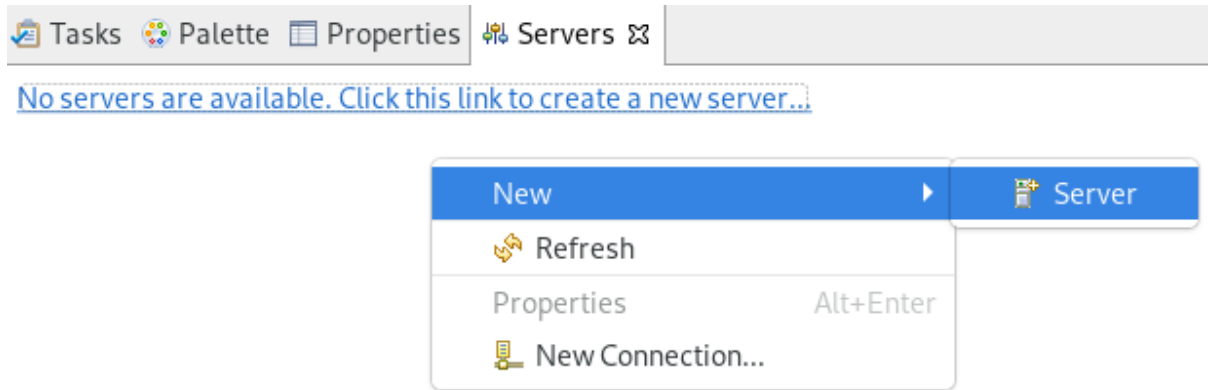 Tasks Palette Properties Servers
No servers are available. Click this link to create a new server...
New Server
Refresh
Properties Alt+Enter
New Connection...